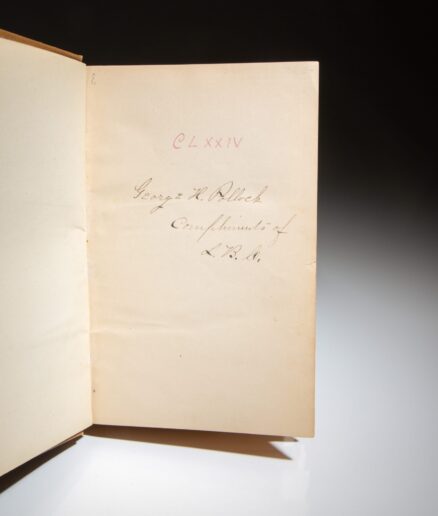 CLXXIV
George H. Pollock
Compliments of
L. B. A.